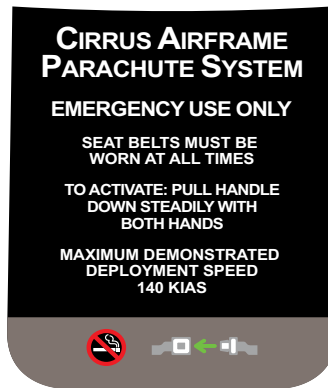 CIRRUS AIRFRAME
PARACHUTE SYSTEM
EMERGENCY USE ONLY
SEAT BELTS MUST BE
WORN AT ALL TIMES
TO ACTIVATE: PULL HANDLE
DOWN STEADILY WITH
BOTH HANDS
MAXIMUM DEMONSTRATED
DEPLOYMENT SPEED
140 KIAS